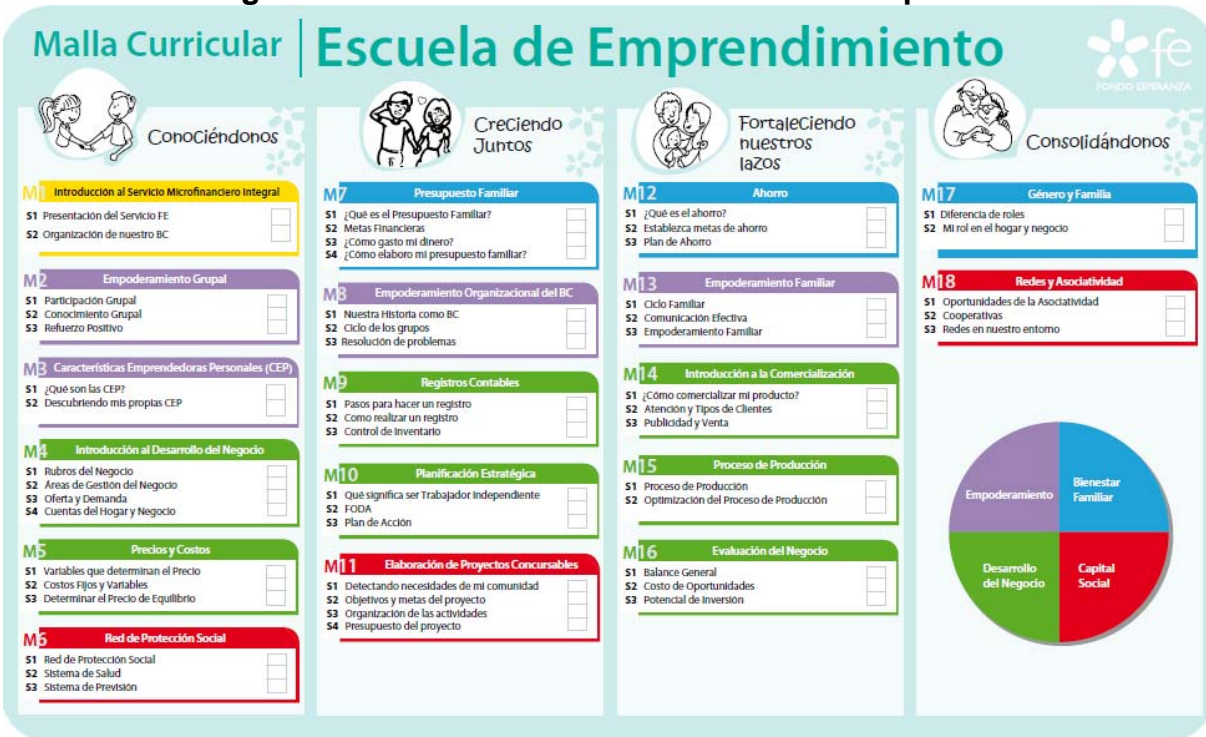 Malla Curricular | Escuela de Emprendimiento
fe
FONDO ESPERANZA
Conociéndonos
M1 Introducción al Servicio Microfinanciero Integral
S1 Presentación del Servicio FE
S2 Organización de nuestro BC
M2 Empoderamiento Grupal
S1 Participación Grupal
S2 Conocimiento Grupal
S3 Refuerzo Positivo
M3 Características Emprendedoras Personales (CEP)
S1 ¿Qué son las CEP?
S2 Descubriendo mis propias CEP
M4 Introducción al Desarrollo del Negocio
S1 Rubros del Negocio
S2 Áreas de Gestión del Negocio
S3 Oferta y Demanda
S4 Cuentas del Hogar y Negocio
M5 Precios y Costos
S1 Variables que determinan el Precio
S2 Costos Fijos y Variables
S3 Determinar el Precio de Equilibrio
M6 Red de Protección Social
S1 Red de Protección Social
S2 Sistema de Salud
S3 Sistema de Previsión
Creciendo
Juntos
M7 Presupuesto Familiar
S1 ¿Qué es el Presupuesto Familiar?
S2 Metas Financieras
S3 ¿Cómo gasto mi dinero?
S4 ¿Cómo elaboro mi presupuesto familiar?
M8 Empoderamiento Organizacional del BC
S1 Nuestra Historia como BC
S2 Ciclo de los grupos
S3 Resolución de problemas
M9 Registros Contables
S1 Pasos para hacer un registro
S2 Como realizar un registro
S3 Control de Inventario
M10 Planificación Estratégica
S1 Qué significa ser Trabajador Independiente
S2 FODA
S3 Plan de Acción
M11 Elaboración de Proyectos Concursables
S1 Detectando necesidades de mi comunidad
S2 Objetivos y metas del proyecto
S3 Organización de las actividades
S4 Presupuesto del proyecto
Fortaleciendo
nuestros
lazos
M12 Ahorro
S1 ¿Qué es el ahorro?
S2 Establezca metas de ahorro
S3 Plan de Ahorro
M13 Empoderamiento Familiar
S1 Ciclo Familiar
S2 Comunicación Efectiva
S3 Empoderamiento Familiar
M14 Introducción a la Comercialización
S1 ¿Cómo comercializar mi producto?
S2 Atención y Tipos de Clientes
S3 Publicidad y Venta
M15 Proceso de Producción
S1 Proceso de Producción
S2 Optimización del Proceso de Producción
M16 Evaluación del Negocio
S1 Balance General
S2 Costo de Oportunidades
S3 Potencial de Inversión
Consolidándonos
M17 Género y Familia
S1 Diferencia de roles
S2 Mi rol en el hogar y negocio
M18 Redes y Asociatividad
S1 Oportunidades de la Asociatividad
S2 Cooperativas
S3 Redes en nuestro entorno
Empoderamiento
Bienestar
Familiar
Desarrollo
del Negocio
Capital
Social